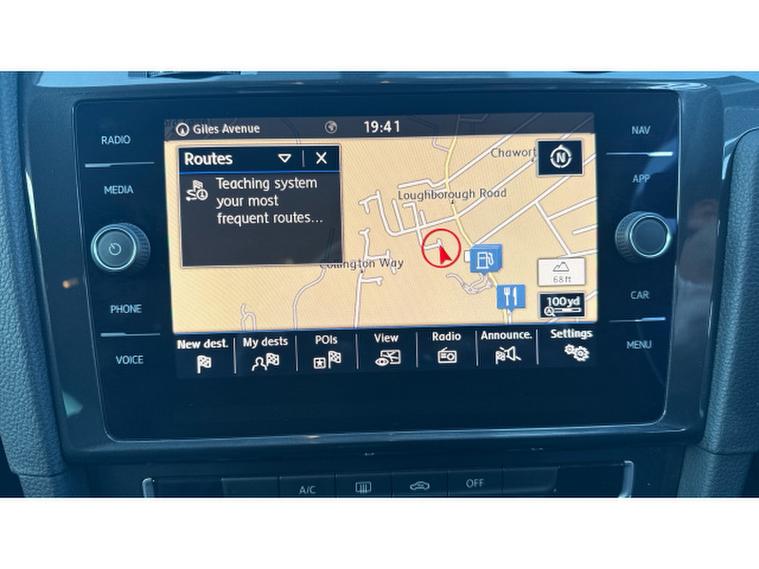 RADIO
MEDIA
PHONE
VOICE
Giles Avenue
19:41
Routes
X
Teaching system
your most
frequent routes...
Chawort
N
Loughborough Road
Collington Way
68ft
100yd
New dest.
My dests
POIs
View
Radio
Announce.
Settings
NAV
APP
CAR
MENU
A/C
OFF